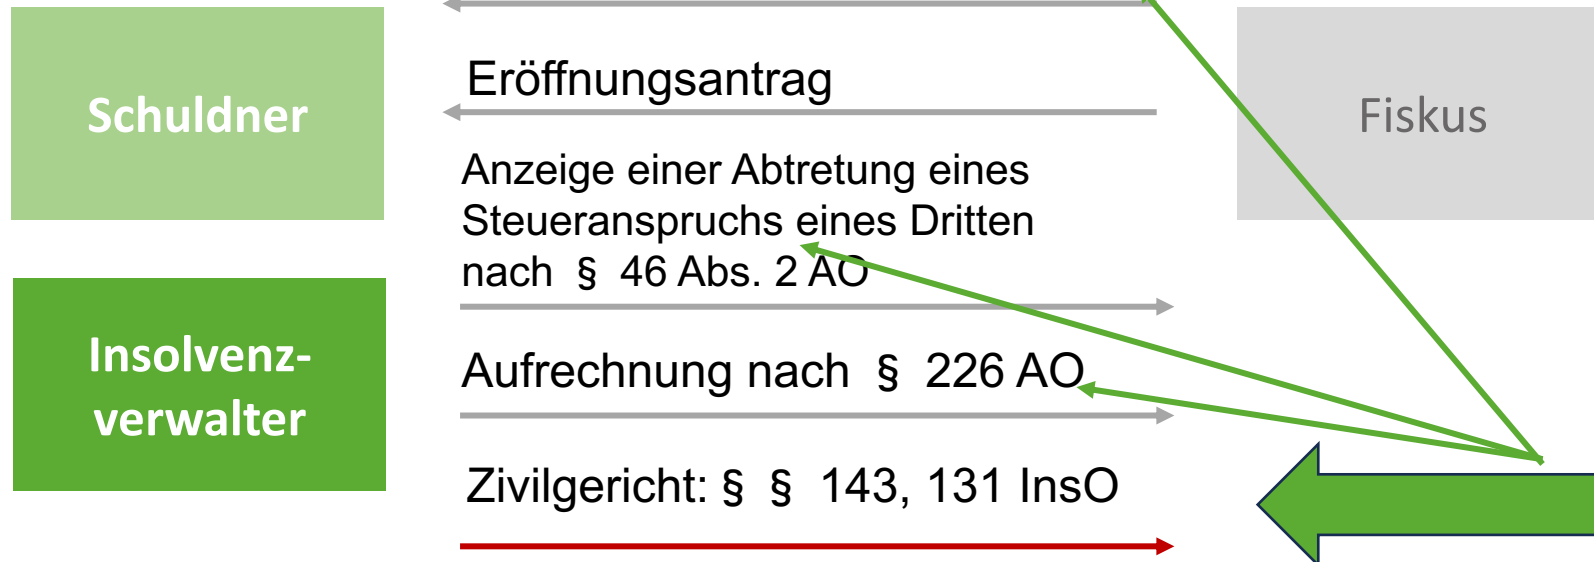 Schuldner
Eröffnungsantrag
Fiskus
Anzeige einer Abtretung eines
Steueranspruchs eines Dritten
nach § 46 Abs. 2 AO
Insolvenz-
verwalter
Aufrechnung nach § 226 AO
Zivilgericht: § § 143, 131 InsO